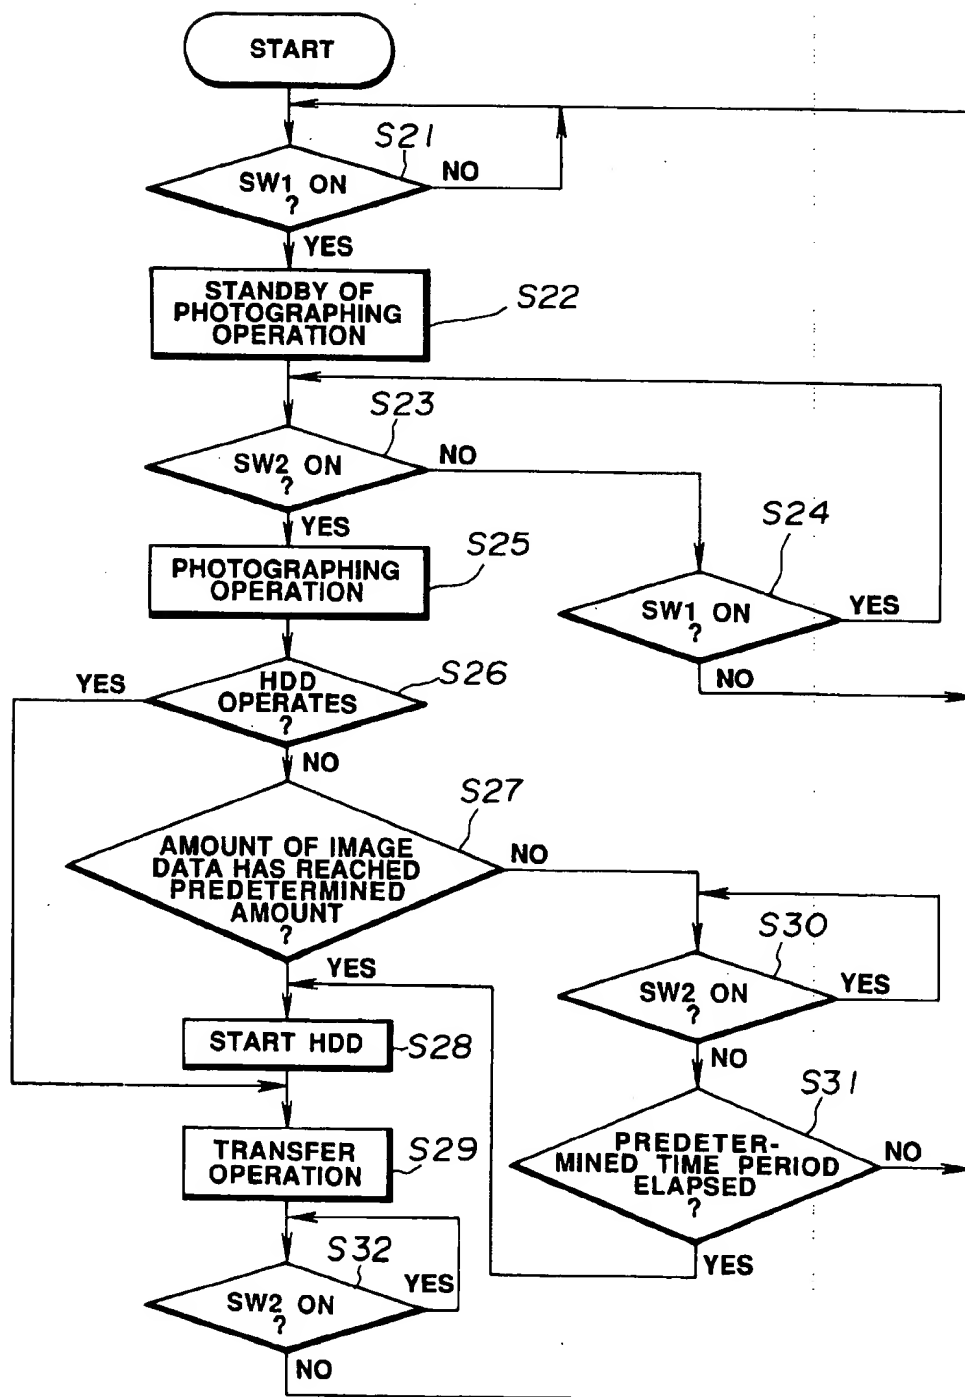 START
S21
SW1 ON
?
NO
YES
STANDBY OF
PHOTOGRAPHING
OPERATION
S22
S23
SW2 ON
?
NO
YES
S24
SW1 ON
?
YES
NO
S25
PHOTOGRAPHING
OPERATION
S26
YES
HDD
OPERATES
?
NO
S27
AMOUNT OF IMAGE
DATA HAS REACHED
PREDETERMINED
AMOUNT
?
NO
YES
S30
SW2 ON
?
YES
NO
START HDD
S28
S31
PREDETER-
MINED TIME PERIOD
ELAPSED
?
NO
YES
TRANSFER
OPERATION
S29
S32
SW2 ON
?
YES
NO